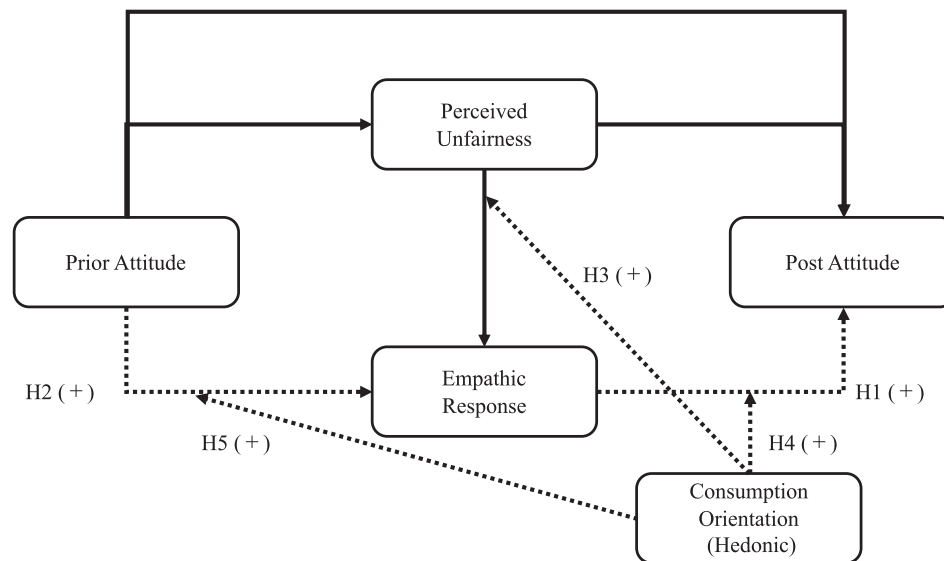 Perceived
Unfairness
Prior Attitude
Post Attitude
H3 (+)
Empathic
Response
H2 (+)
H1 (+)
H5 (+)
H4 (+)
Consumption
Orientation
(Hedonic)